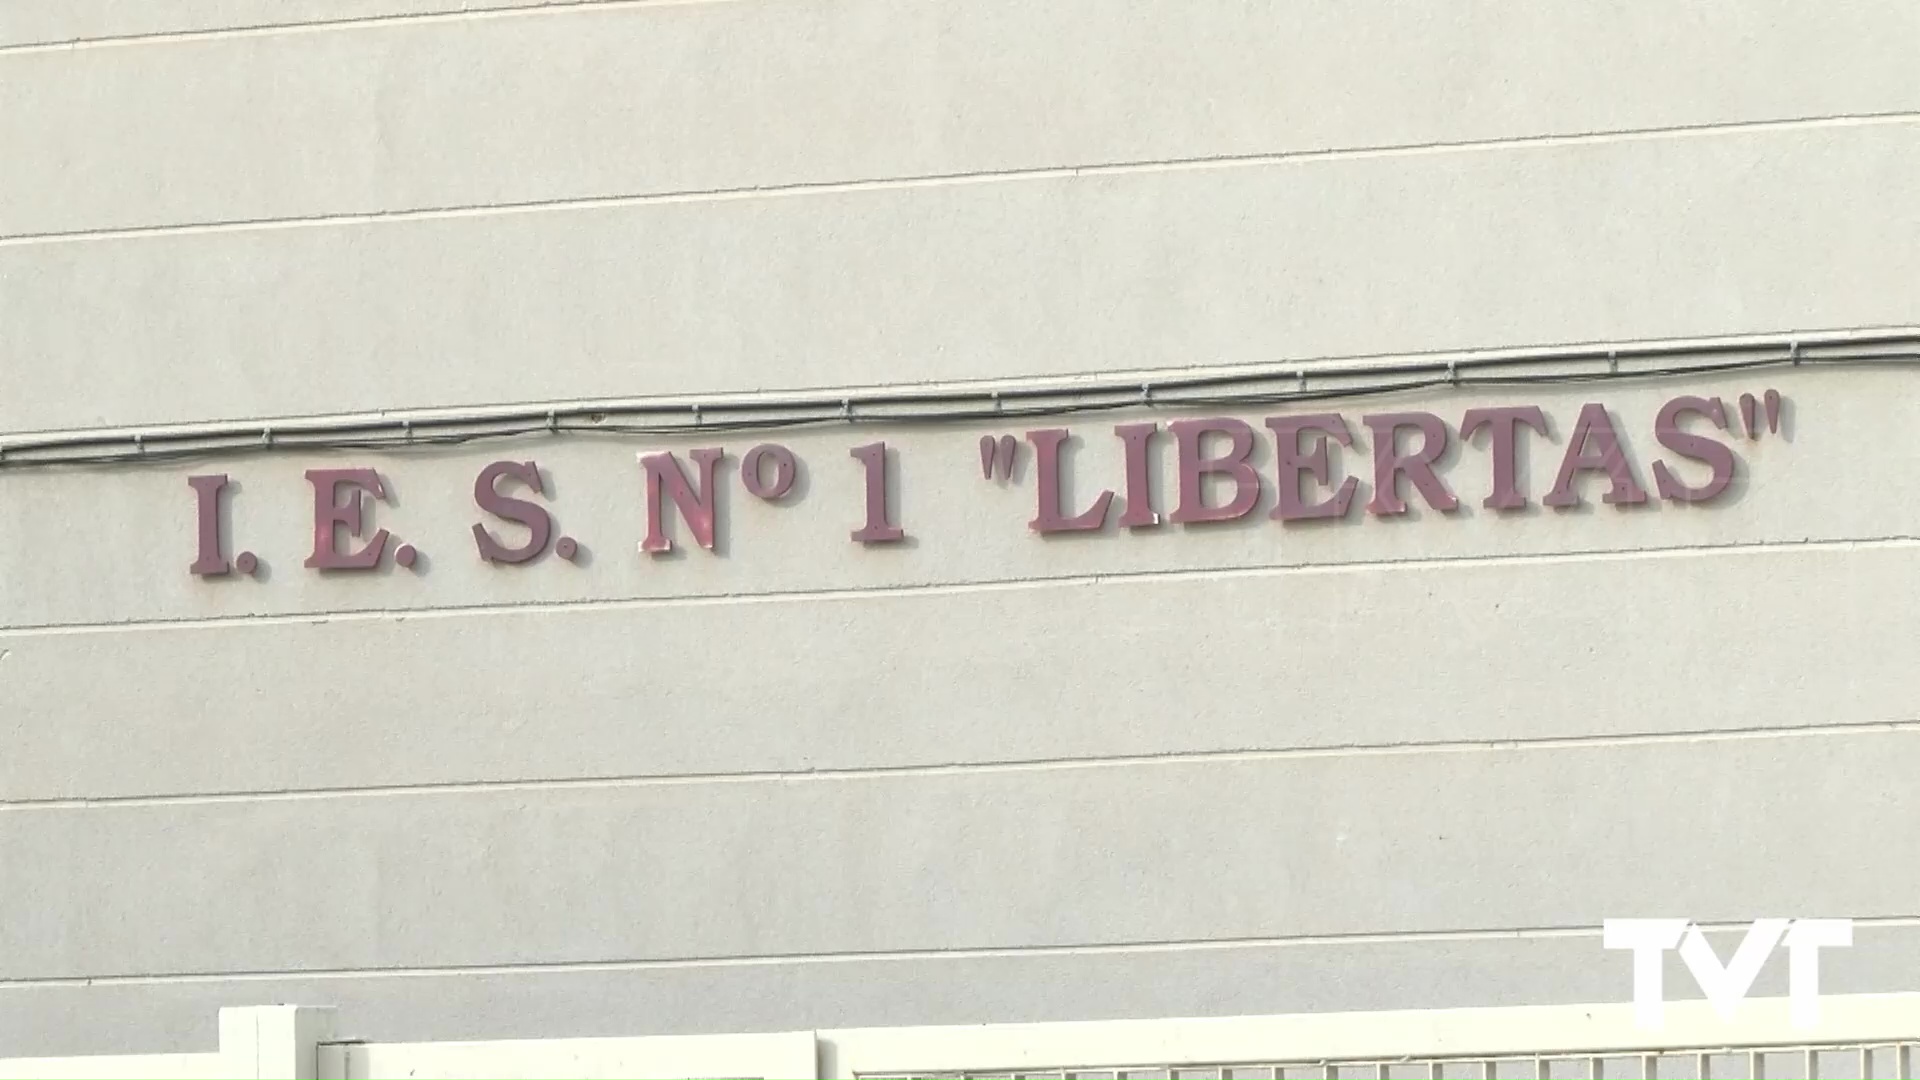 I. E. S. Nº 1 "LIBERTAS"
TVT